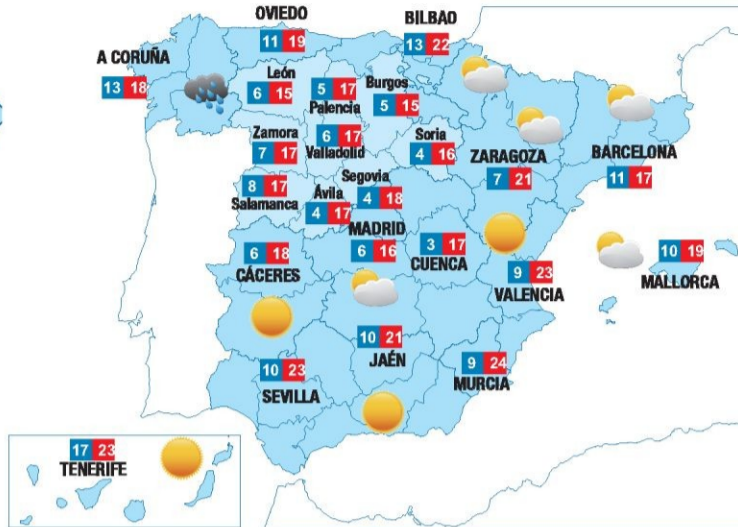 OVIEDO
11 19
BILBAO
13 22
A CORUÑA
13 18
León
6 15
5 17
Palencia
Burgos
5 15
Zamora
7 17
6 17
Valladolid
Soria
4 16
ZARAGOZA
7 21
BARCELONA
11 17
8 17
Salamanca
Ávila
4 17
Segovia
4 18
MADRID
6 16
3 17
CUENCA
6 18
CÁCERES
9 23
VALENCIA
10 19
MALLORCA
10 21
JAÉN
10 23
SEVILLA
9 24
MURCIA
17 23
TENERIFE